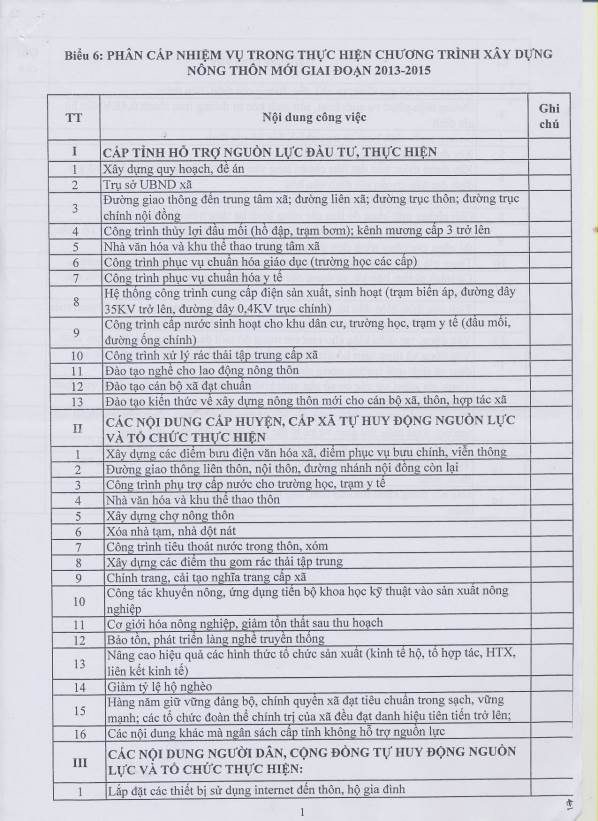 Biểu 6: PHÂN CẤP NHIỆM VỤ TRONG THỰC HIỆN CHƯƠNG TRÌNH XÂY DỰNG
NÔNG THÔN MỚI GIAI ĐOẠN 2013-2015
TT Nội dung công việc Ghi
chú
I CẤP TỈNH HỖ TRỢ NGUỒN LỰC ĐẦU TƯ, THỰC HIỆN
1 Xây dựng quy hoạch, đề án
2 Trụ sở UBND xã
3 Đường giao thông đến trung tâm xã; đường liên xã; đường trục thôn; đường trục
chính nội đồng
4 Công trình thủy lợi đầu mối (hồ đập, trạm bơm); kênh mương cấp 3 trở lên
5 Nhà văn hóa và khu thể thao trung tâm xã
6 Công trình phục vụ chuẩn hóa giáo dục (trường học các cấp)
7 Công trình phục vụ chuẩn hóa y tế
8 Hệ thống công trình cung cấp điện sản xuất, sinh hoạt (trạm biến áp, đường dây
35KV trở lên, đường dây 0,4KV trục chính)
9 Công trình cấp nước sinh hoạt cho khu dân cư, trường học, trạm y tế (đầu mối,
đường ống chính)
10 Công trình xử lý rác thải tập trung cấp xã
11 Đào tạo nghề cho lao động nông thôn
12 Đào tạo cán bộ xã đạt chuẩn
13 Đào tạo kiến thức về xây dựng nông thôn mới cho cán bộ xã, thôn, hợp tác xã
II CÁC NỘI DUNG CẤP HUYỆN, CẤP XÃ TỰ HUY ĐỘNG NGUỒN LỰC
VÀ TỔ CHỨC THỰC HIỆN
1 Xây dựng các điểm bưu điện văn hóa xã, điểm phục vụ bưu chính, viễn thông
2 Đường giao thông liên thôn, nội thôn, đường nhánh nội đồng còn lại
3 Công trình phụ trợ cấp nước cho trường học, trạm y tế
4 Nhà văn hóa và khu thể thao thôn
5 Xây dựng chợ nông thôn
6 Xóa nhà tạm, nhà dột nát
7 Công trình tiêu thoát nước trong thôn, xóm
8 Xây dựng các điểm thu gom rác thải tập trung
9 Chỉnh trang, cải tạo nghĩa trang cấp xã
10 Công tác khuyến nông, ứng dụng tiến bộ khoa học kỹ thuật vào sản xuất nông
nghiệp
11 Cơ giới hóa nông nghiệp, giảm tổn thất sau thu hoạch
12 Bảo tồn, phát triển làng nghề truyền thống
13 Nâng cao hiệu quả các hình thức tổ chức sản xuất (kinh tế hộ, tổ hợp tác, HTX,
liên kết kinh tế)
14 Giảm tỷ lệ hộ nghèo
15 Hàng năm giữ vững đảng bộ, chính quyền xã đạt tiêu chuẩn trong sạch, vững
mạnh; các tổ chức đoàn thể chính trị của xã đều đạt danh hiệu tiên tiến trở lên;
16 Các nội dung khác mà ngân sách cấp tỉnh không hỗ trợ nguồn lực
III CÁC NỘI DUNG NGƯỜI DÂN, CỘNG ĐỒNG TỰ HUY ĐỘNG NGUỒN
LỰC VÀ TỔ CHỨC THỰC HIỆN:
1 Lắp đặt các thiết bị sử dụng internet đến thôn, hộ gia đình
1